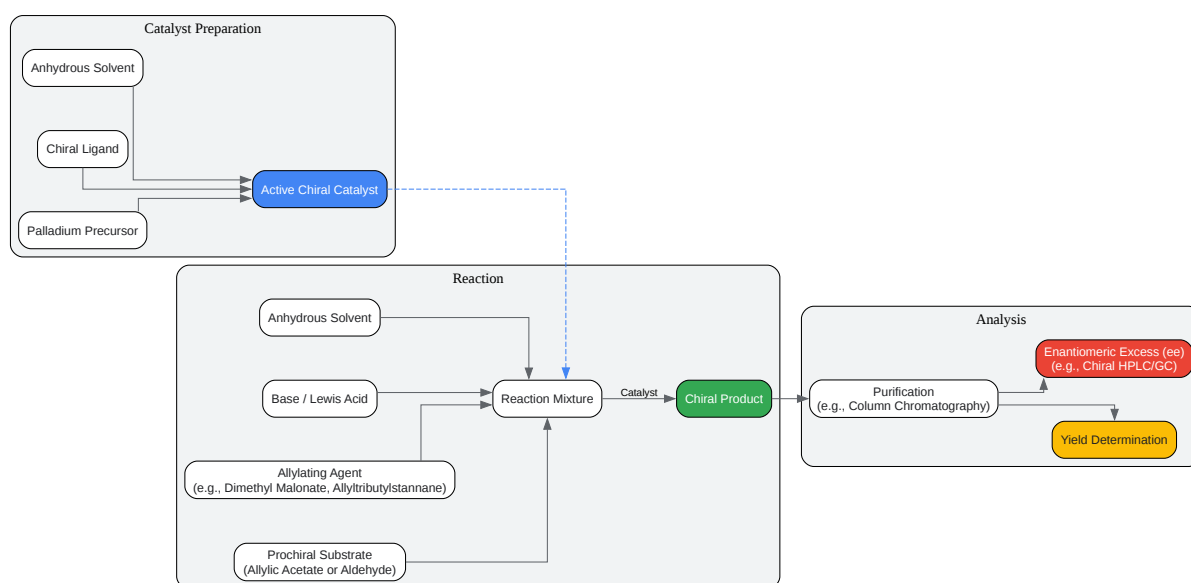 Catalyst Preparation
Anhydrous Solvent
Chiral Ligand
Active Chiral Catalyst
Palladium Precursor
Reaction
Anhydrous Solvent
Base / Lewis Acid
Reaction Mixture
Catalyst
Chiral Product
Allylating Agent
(e.g., Dimethyl Malonate, Allyltributylstannane)
Prochiral Substrate
(Allylic Acetate or Aldehyde)
Analysis
Enantiomeric Excess (ee)
(e.g., Chiral HPLC/GC)
Purification
(e.g., Column Chromatography)
Yield Determination